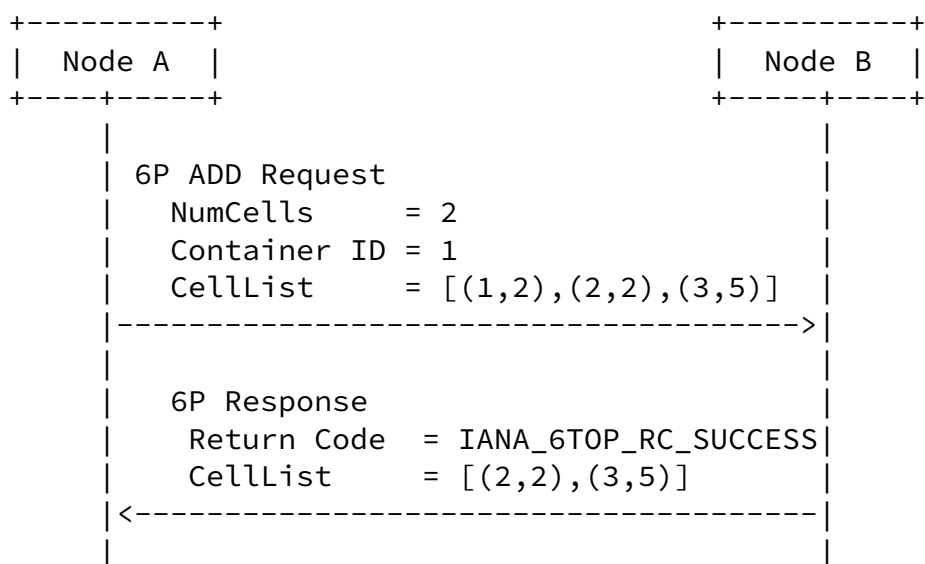 Node A Node B
6P ADD Request
NumCells = 2
Container ID = 1
CellList = [(1,2),(2,2),(3,5)]
6P Response
Return Code = IANA_6TOP_RC_SUCCESS
CellList = [(2,2),(3,5)]